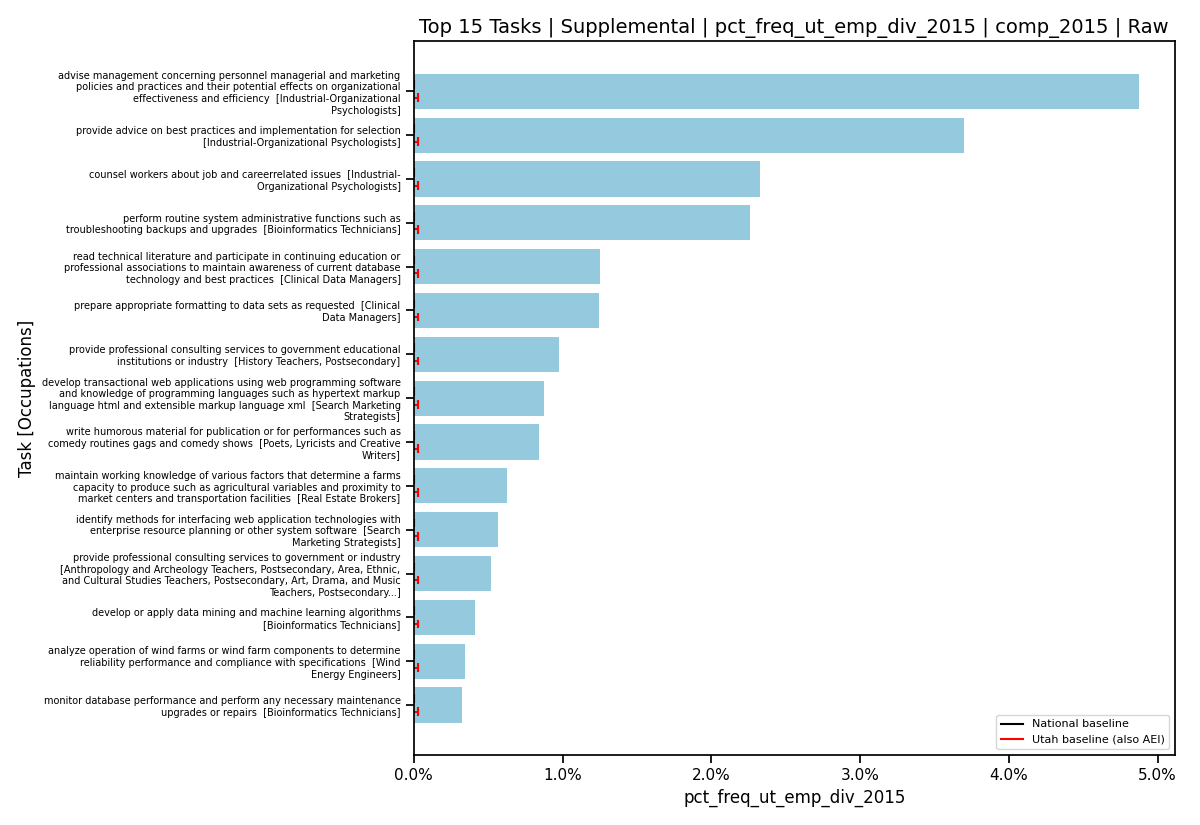 Top 15 Tasks | Supplemental | pct_freq_ut_emp_div_2015 | comp_2015 | Raw
Task [Occupations]
advise management concerning personnel managerial and marketing
policies and practices and their potential effects on organizational
effectiveness and efficiency [Industrial-Organizational
Psychologists]
provide advice on best practices and implementation for selection
[Industrial-Organizational Psychologists]
counsel workers about job and careerrelated issues [Industrial-
Organizational Psychologists]
perform routine system administrative functions such as
troubleshooting backups and upgrades [Bioinformatics Technicians]
read technical literature and participate in continuing education or
professional associations to maintain awareness of current database
technology and best practices [Clinical Data Managers]
prepare appropriate formatting to data sets as requested [Clinical
Data Managers]
provide professional consulting services to government educational
institutions or industry [History Teachers, Postsecondary]
develop transactional web applications using web programming software
and knowledge of programming languages such as hypertext markup
language html and extensible markup language xml [Search Marketing
Strategists]
write humorous material for publication or for performances such as
comedy routines gags and comedy shows [Poets, Lyricists and Creative
Writers]
maintain working knowledge of various factors that determine a farms
capacity to produce such as agricultural variables and proximity to
market centers and transportation facilities [Real Estate Brokers]
identify methods for interfacing web application technologies with
enterprise resource planning or other system software [Search
Marketing Strategists]
provide professional consulting services to government or industry
[Anthropology and Archeology Teachers, Postsecondary, Area, Ethnic,
and Cultural Studies Teachers, Postsecondary, Art, Drama, and Music
Teachers, Postsecondary...]
develop or apply data mining and machine learning algorithms
[Bioinformatics Technicians]
analyze operation of wind farms or wind farm components to determine
reliability performance and compliance with specifications [Wind
Energy Engineers]
monitor database performance and perform any necessary maintenance
upgrades or repairs [Bioinformatics Technicians]
National baseline
Utah baseline (also AEI)
0.0% 1.0% 2.0% 3.0% 4.0% 5.0%
pct_freq_ut_emp_div_2015